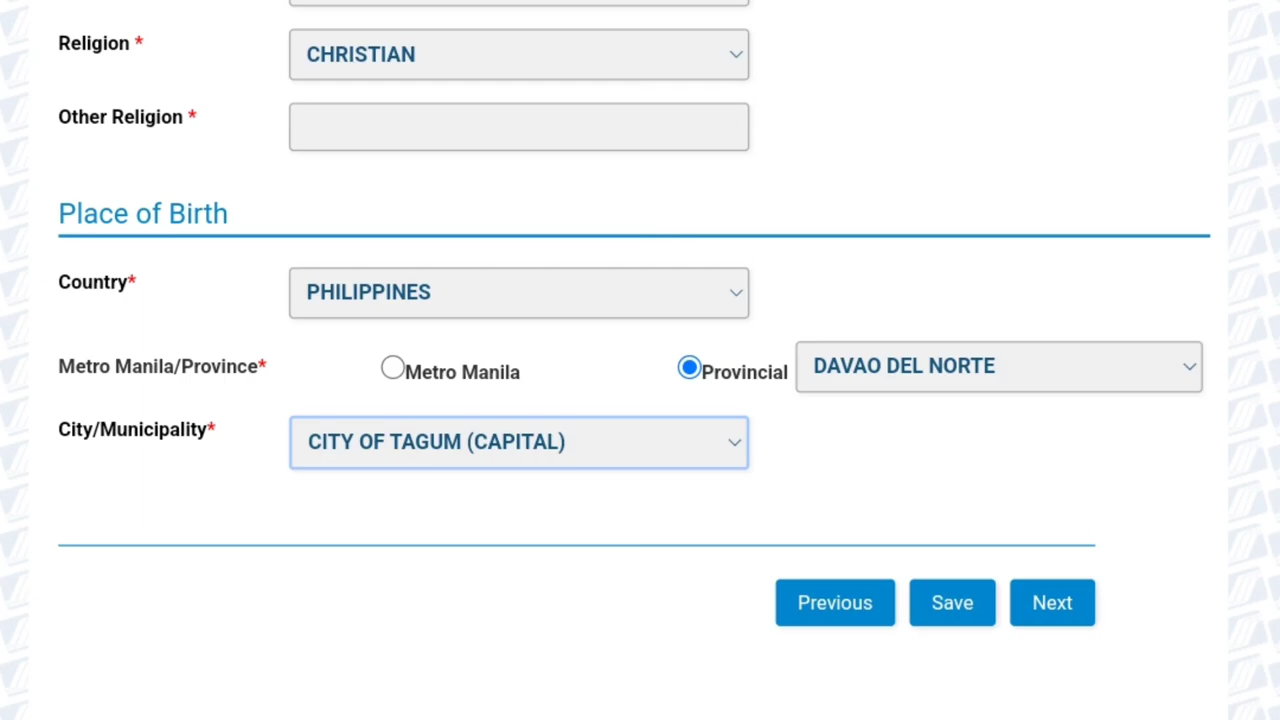 Religion *
CHRISTIAN
Other Religion *
Place of Birth
Country*
PHILIPPINES
Metro Manila/Province*
Metro Manila
Provincial
DAVAO DEL NORTE
City/Municipality*
CITY OF TAGUM (CAPITAL)
Previous
Save
Next